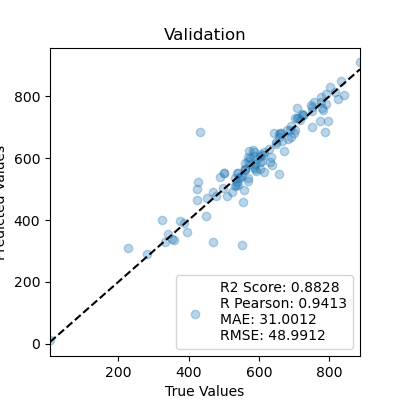 Validation
800
600
400
200
0
Predicted Values
R2 Score: 0.8828
R Pearson: 0.9413
MAE: 31.0012
RMSE: 48.9912
200
400
600
800
True Values